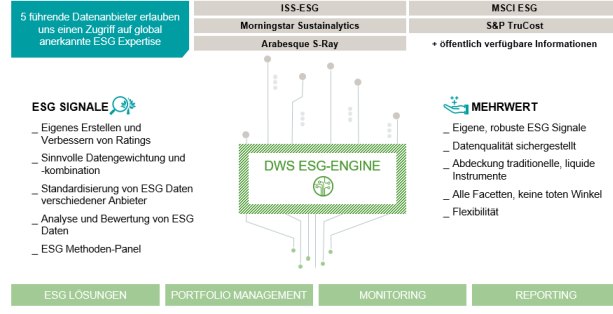 5 führende Datenanbieter erlauben
uns einen Zugriff auf global
anerkannte ESG Expertise
ISS-ESG
MSCI ESG
Morningstar Sustainalytics
S&P TruCost
Arabesque S-Ray
+ öffentlich verfügbare Informationen
ESG SIGNALE
_ Eigenes Erstellen und
Verbessern von Ratings
_ Sinnvolle Datengewichtung und
-kombination
_ Standardisierung von ESG Daten
verschiedener Anbieter
_ Analyse und Bewertung von ESG
Daten
_ ESG Methoden-Panel
DWS ESG-ENGINE
MEHRWERT
_ Eigene, robuste ESG Signale
_ Datenqualität sichergestellt
_ Abdeckung traditionelle, liquide
Instrumente
_ Alle Facetten, keine toten Winkel
_ Flexibilität
ESG LÖSUNGEN
PORTFOLIO MANAGEMENT
MONITORING
REPORTING